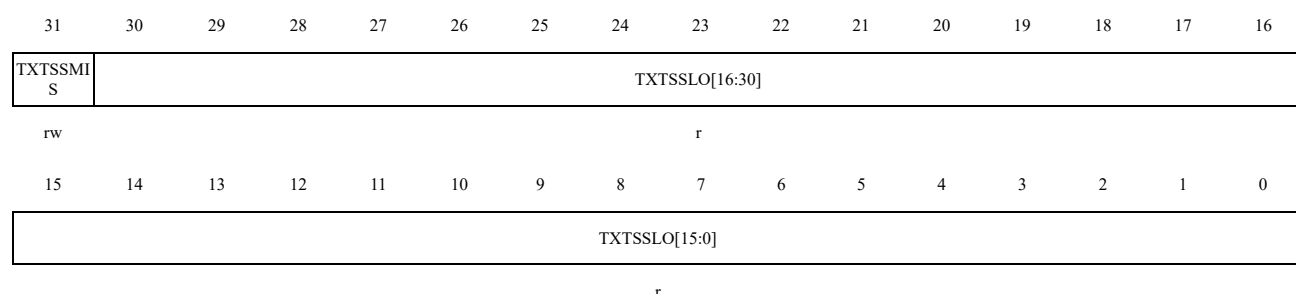 31 30 29 28 27 26 25 24 23 22 21 20 19 18 17 16
TXTSSMI
S
TXTSSLO[16:30]
rw r
15 14 13 12 11 10 9 8 7 6 5 4 3 2 1 0
TXTSSLO[15:0]
r